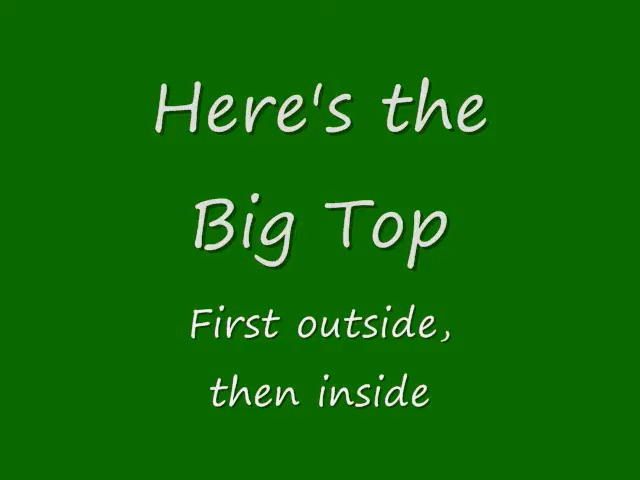 Here's the
Big Top
First outside,
then inside